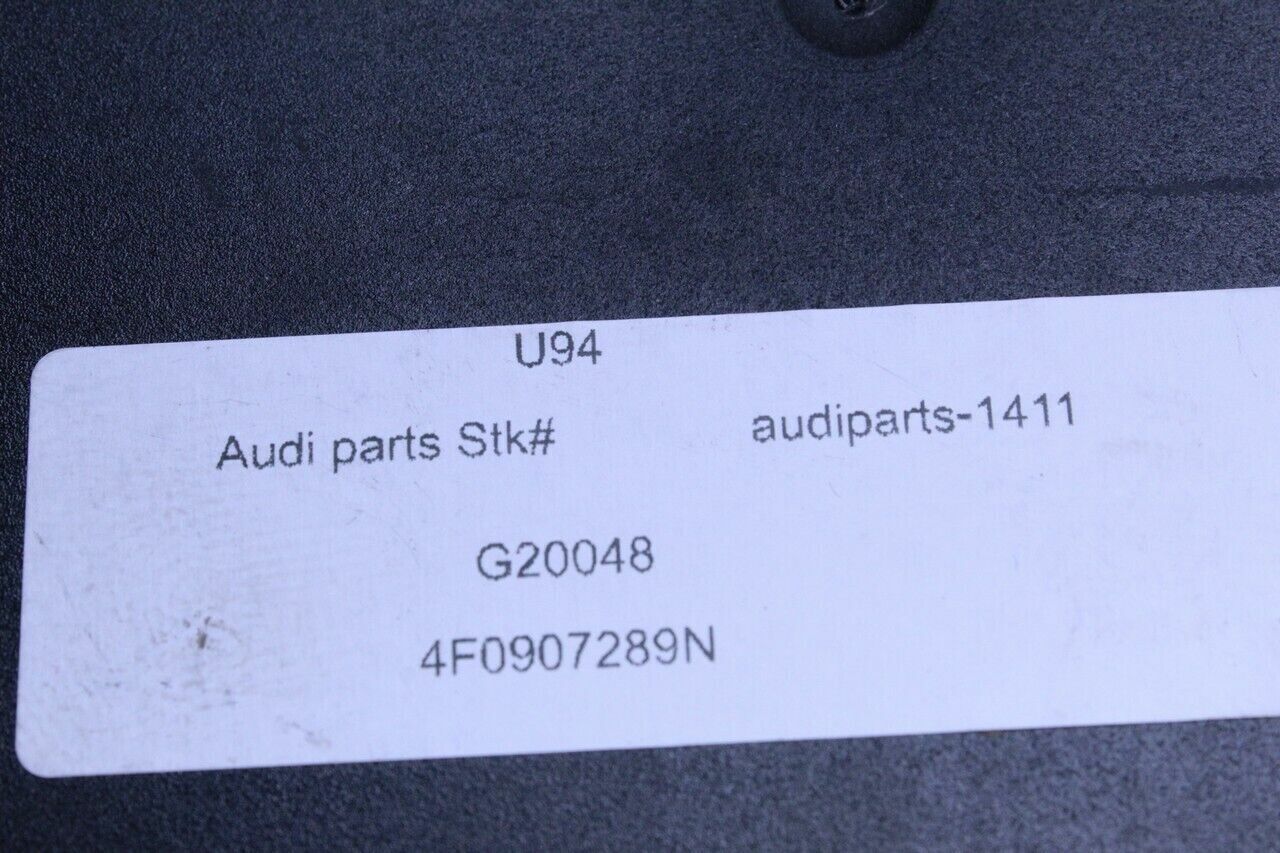 U94
Audi parts Stk# audiparts-1411
G20048
4F0907289N